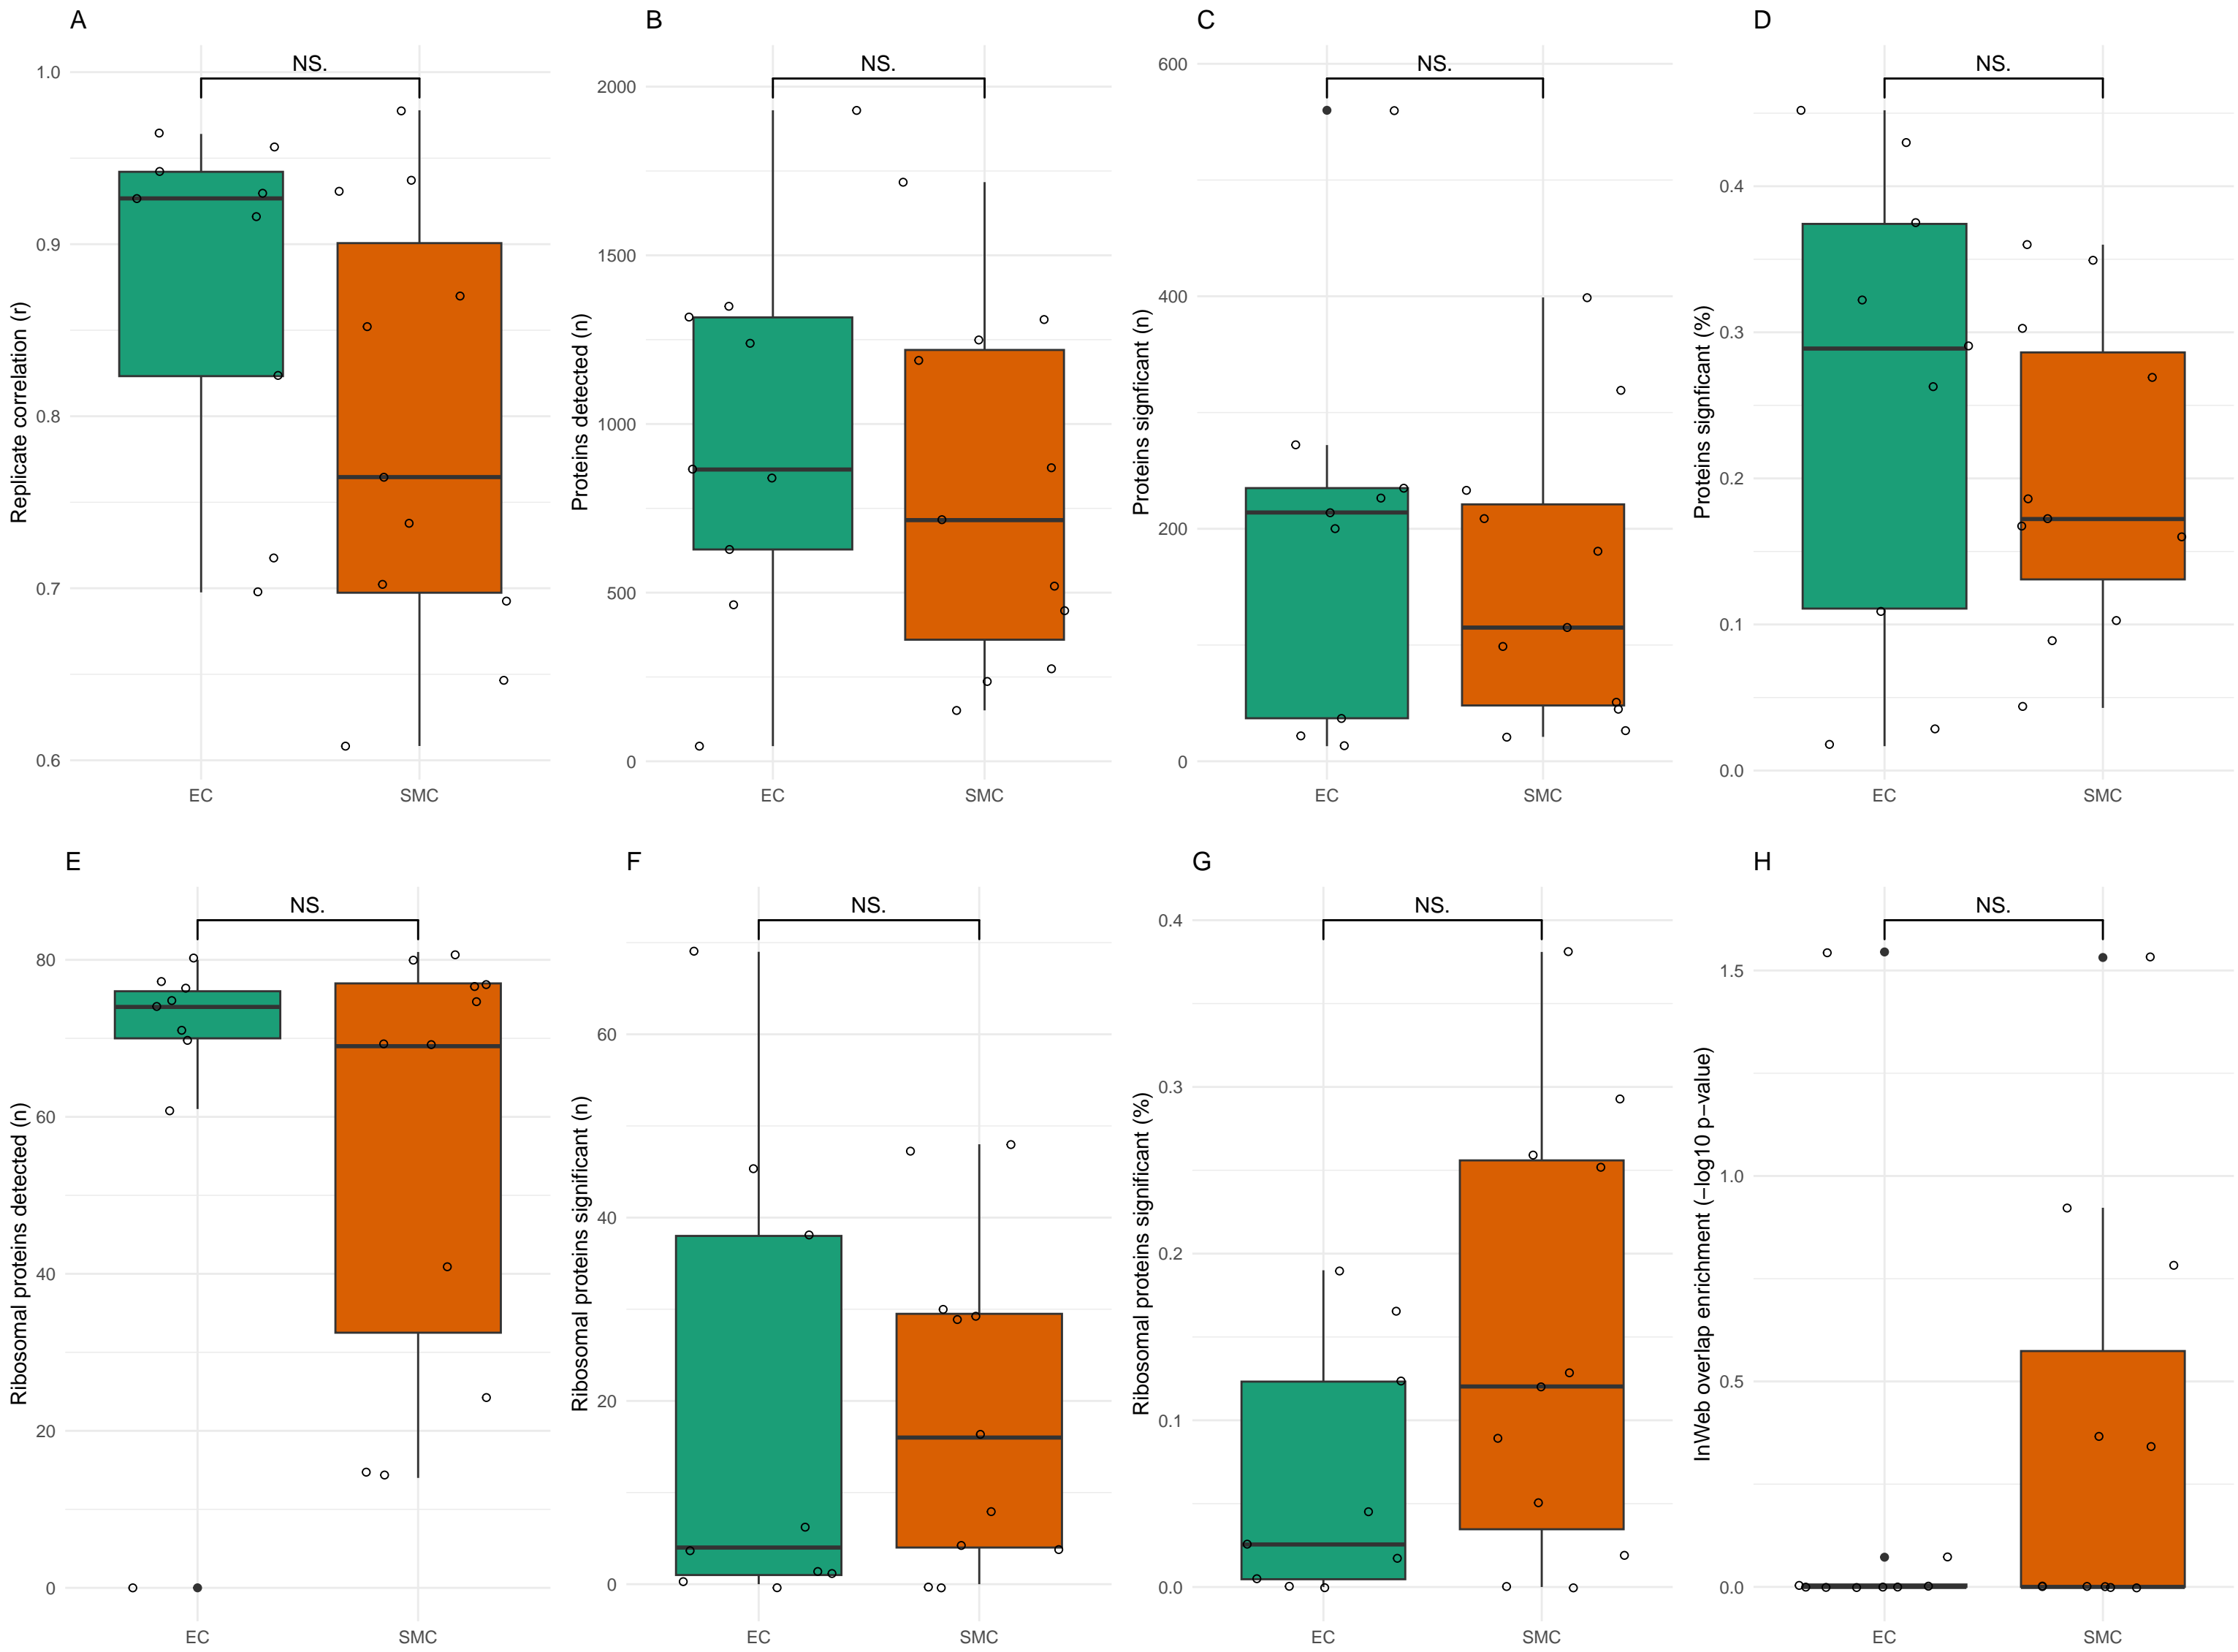 A
NS.
1.0
0.9
0.8
0.7
0.6
Replicate correlation (r)
EC
SMC
B
NS.
2000
1500
1000
500
0
Proteins detected (n)
EC
SMC
C
NS.
600
400
200
0
Proteins signficant (n)
EC
SMC
D
NS.
0.4
0.3
0.2
0.1
0.0
Proteins signficant (%)
EC
SMC
E
NS.
80
60
40
20
0
Ribosomal proteins detected (n)
EC
SMC
F
NS.
60
40
20
0
Ribosomal proteins significant (n)
EC
SMC
G
NS.
0.4
0.3
0.2
0.1
0.0
Ribosomal proteins significant (%)
EC
SMC
H
NS.
1.5
1.0
0.5
0.0
InWeb overlap enrichment (−log10 p−value)
EC
SMC